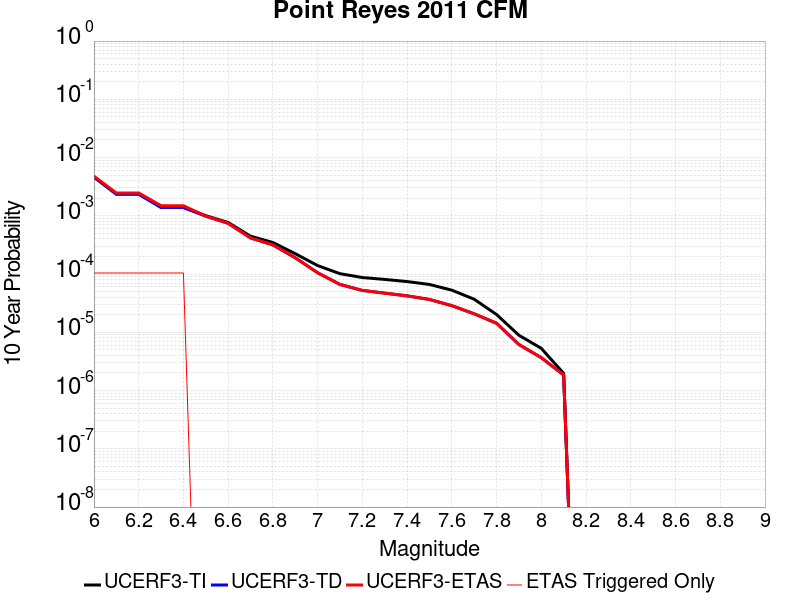 Point Reyes 2011 CFM
10^0
10^-1
10^-2
10^-3
10^-4
10^-5
10^-6
10^-7
10^-8
10 Year Probability
6 6.2 6.4 6.6 6.8 7 7.2 7.4 7.6 7.8 8 8.2 8.4 8.6 8.8 9
Magnitude
UCERF3-TI UCERF3-TD UCERF3-ETAS ETAS Triggered Only